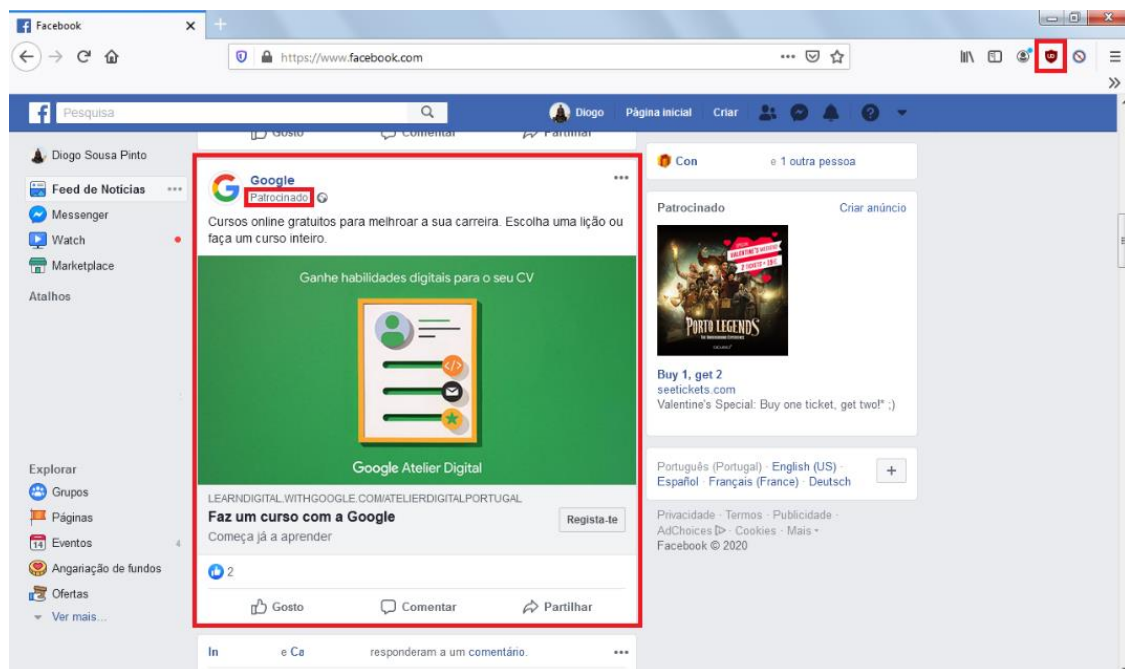 Facebook
https://www.facebook.com
Pesquisa
Diogo
Página inicial
Criar
Diogo Sousa Pinto
Feed de Notícias
Messenger
Watch
Marketplace
Atalhos
Explorar
Grupos
Páginas
Eventos 4
Angariação de fundos
Ofertas
Ver mais...
Gosto Comentar Partilhar
Google
Patrocinado
Cursos online gratuitos para melhroar a sua carreira. Escolha uma lição ou
faça um curso inteiro.
Ganhe habilidades digitais para o seu CV
Google Atelier Digital
LEARNDIGITAL.WITHGOOGLE.COM/ATELIERDIGITALPORTUGAL
Faz um curso com a Google
Regista-te
Começa já a aprender
2
Gosto Comentar Partilhar
In e Ca responderam a um comentário.
Con e 1 outra pessoa
Patrocinado Criar anúncio
VALENTINE'S WEEKEND
2 TICKETS
PORTO LEGENDS
Buy 1, get 2
seetickets.com
Valentine's Special: Buy one ticket, get two!* ;)
Português (Portugal) · English (US) ·
Español · Français (France) · Deutsch
Privacidade · Termos · Publicidade ·
AdChoices · Cookies · Mais
Facebook © 2020